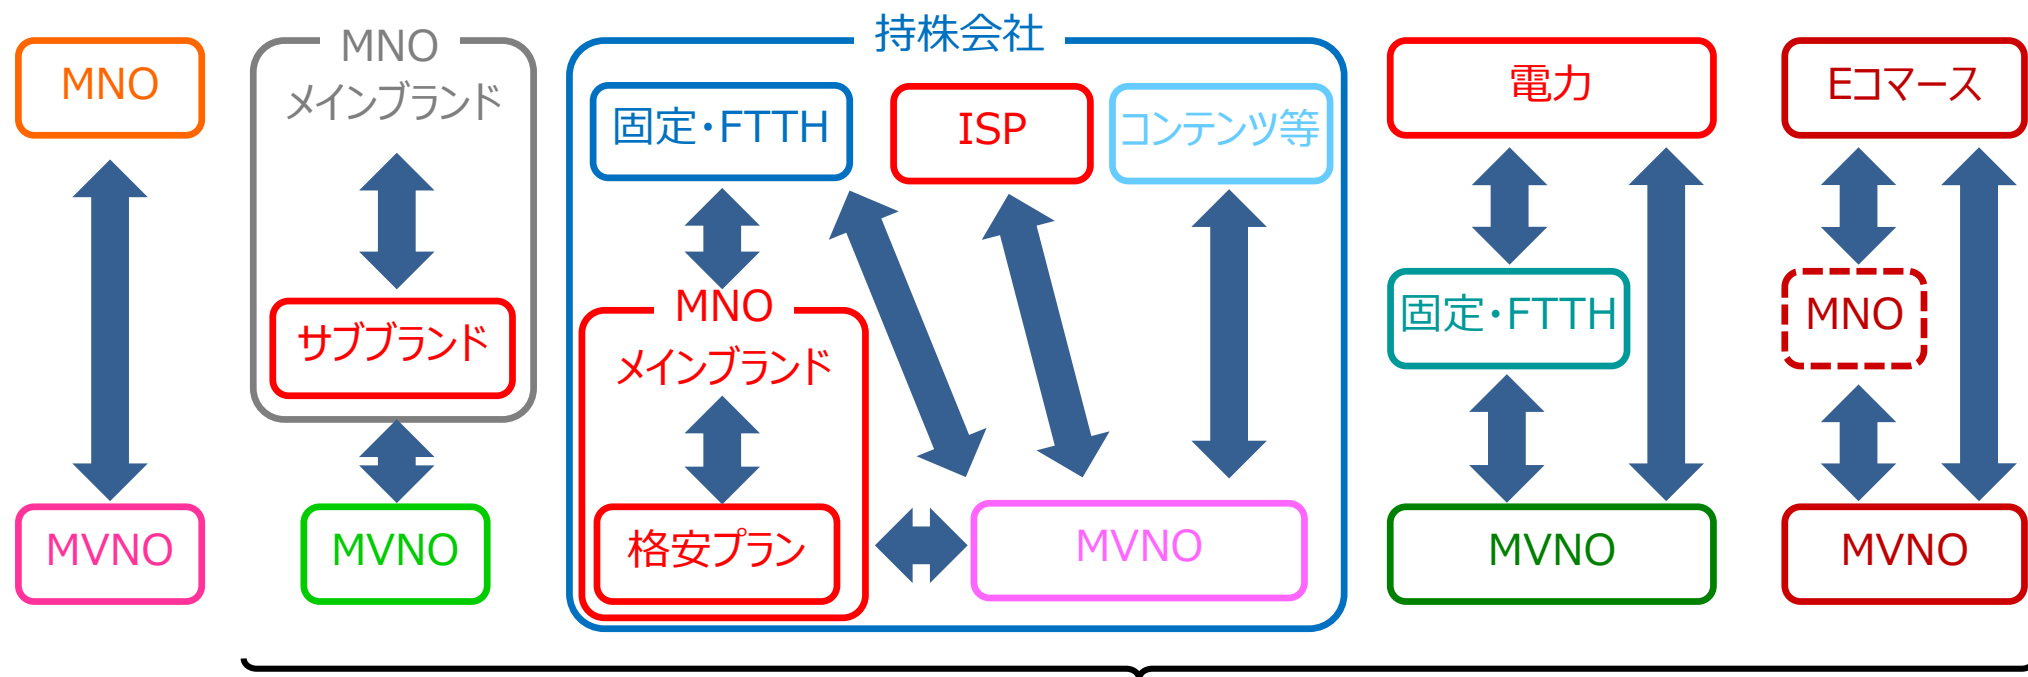 MNO
MVNO
MNO
メインブランド
サブブランド
MVNO
持株会社
固定・FTTH
ISP
コンテンツ等
MNO
メインブランド
格安プラン
MVNO
電力
固定・FTTH
MVNO
Eコマース
MNO
MVNO